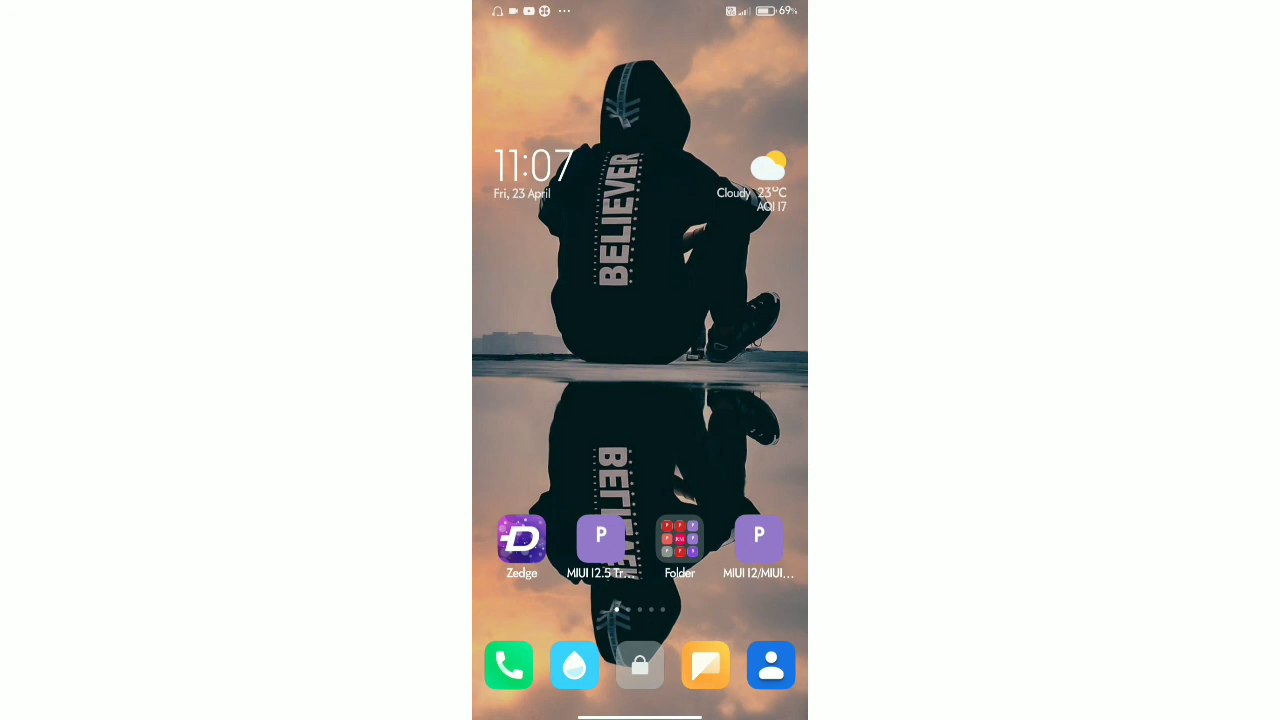 69%
11:07
Fri, 23 April
Cloudy 23°C
AQI 17
BELIEVER
P
P
RM
Zedge
MIUI 12.5 Tr...
Folder
MIUI 12/MIUI...